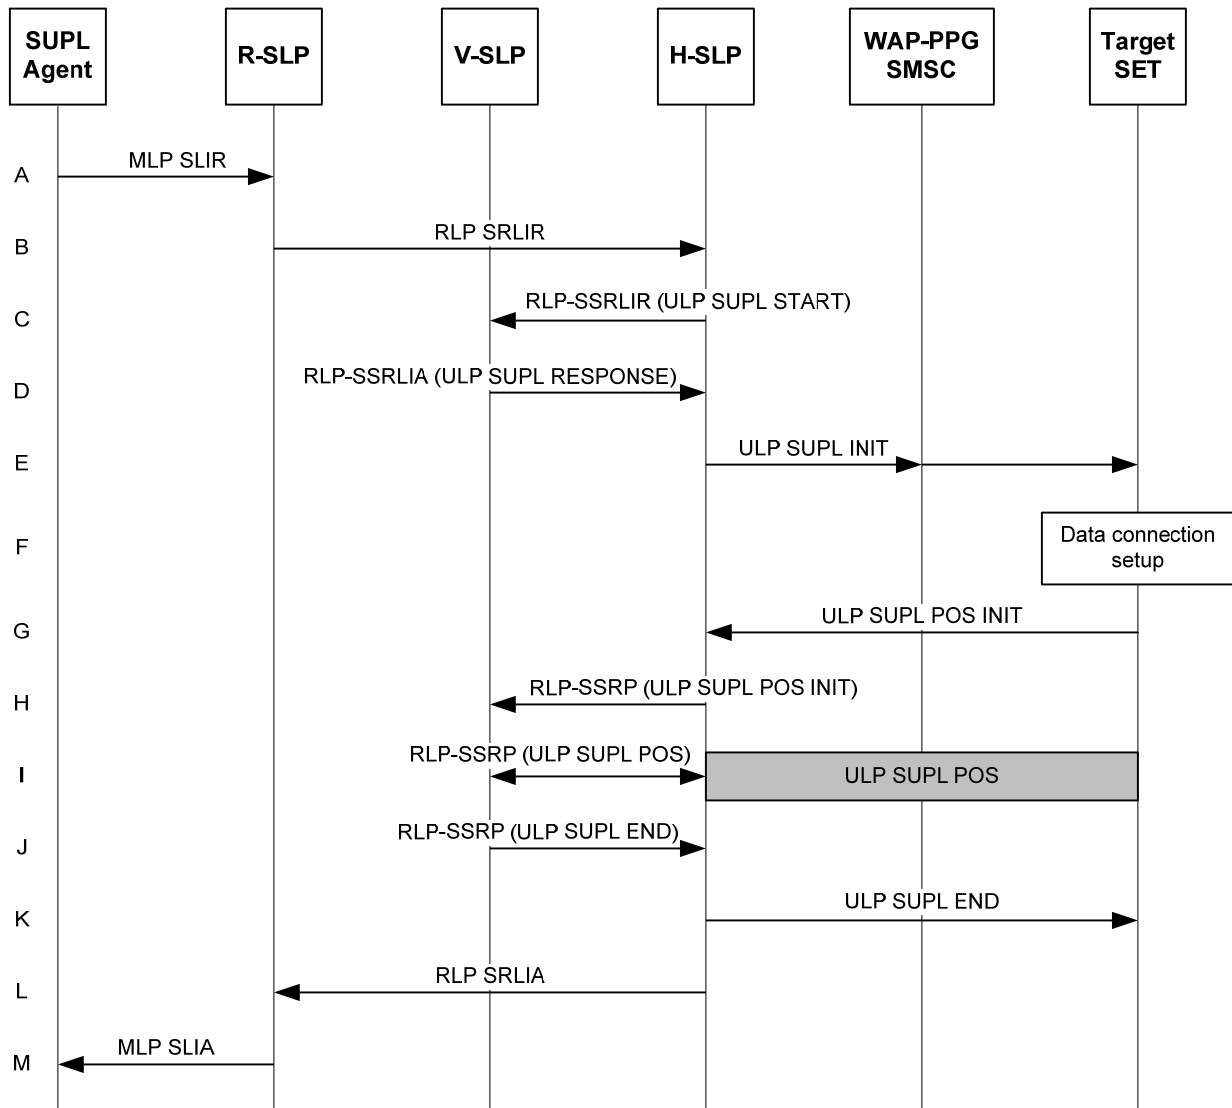 SUPL
Agent
R-SLP
V-SLP
H-SLP
WAP-PPG
SMSC
Target
SET
A
MLP SLIR
B
RLP SRLIR
C
RLP-SSRLIR (ULP SUPL START)
D
RLP-SSRLIA (ULP SUPL RESPONSE)
E
ULP SUPL INIT
F
Data connection
setup
G
ULP SUPL POS INIT
H
RLP-SSRP (ULP SUPL POS INIT)
I
RLP-SSRP (ULP SUPL POS)
ULP SUPL POS
J
RLP-SSRP (ULP SUPL END)
K
ULP SUPL END
L
RLP SRLIA
M
MLP SLIA